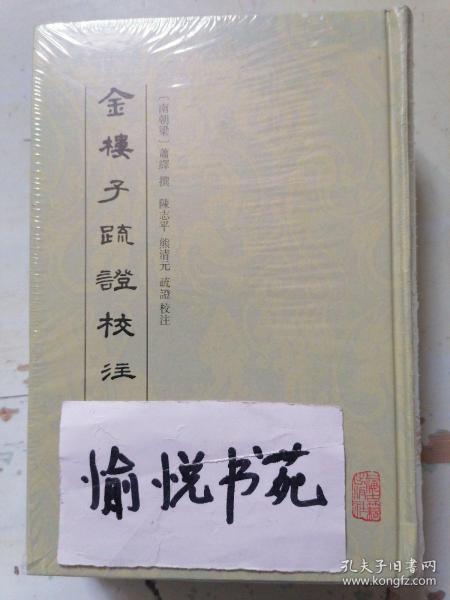 金樓子疏證校注
〔南朝梁〕蕭繹 撰 陳志平 熊清元 疏證校注
愉悦书苑
孔夫子旧书网
www.kongfz.com